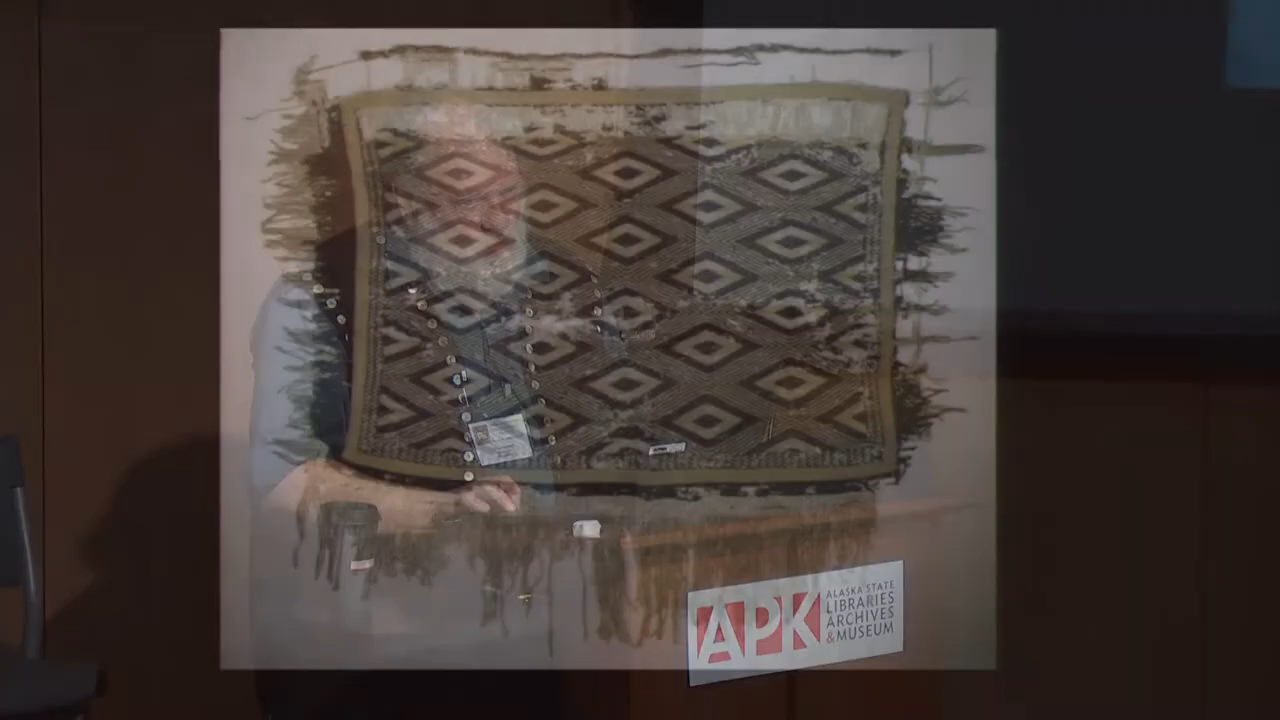 APK
ALASKA STATE
LIBRARIES
ARCHIVES
& MUSEUM